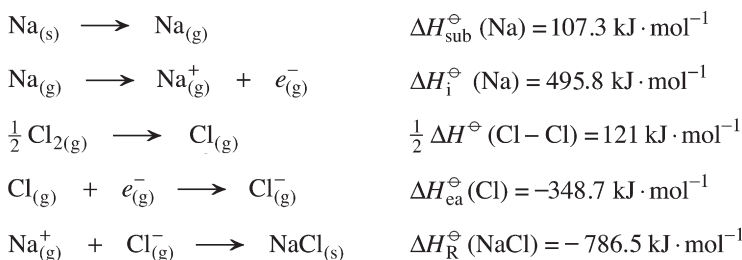 Na(s) ⟶ Na(g) ΔH⦵sub (Na) = 107.3 kJ · mol⁻¹
Na(g) ⟶ Na⁺(g) + e⁻(g) ΔH⦵i (Na) = 495.8 kJ · mol⁻¹
½ Cl₂(g) ⟶ Cl(g) ½ ΔH⦵ (Cl – Cl) = 121 kJ · mol⁻¹
Cl(g) + e⁻(g) ⟶ Cl⁻(g) ΔH⦵ea (Cl) = −348.7 kJ · mol⁻¹
Na⁺(g) + Cl⁻(g) ⟶ NaCl(s) ΔH⦵R (NaCl) = − 786.5 kJ · mol⁻¹